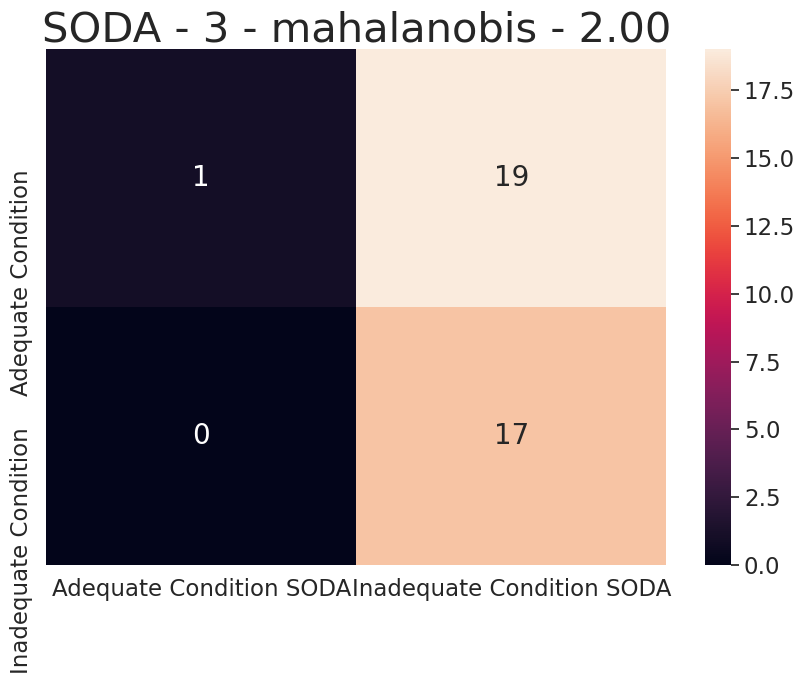 SODA - 3 - mahalanobis - 2.00
Adequate Condition
Inadequate Condition
1
19
0
17
Adequate Condition SODA
Inadequate Condition SODA
17.5
15.0
12.5
10.0
7.5
5.0
2.5
0.0